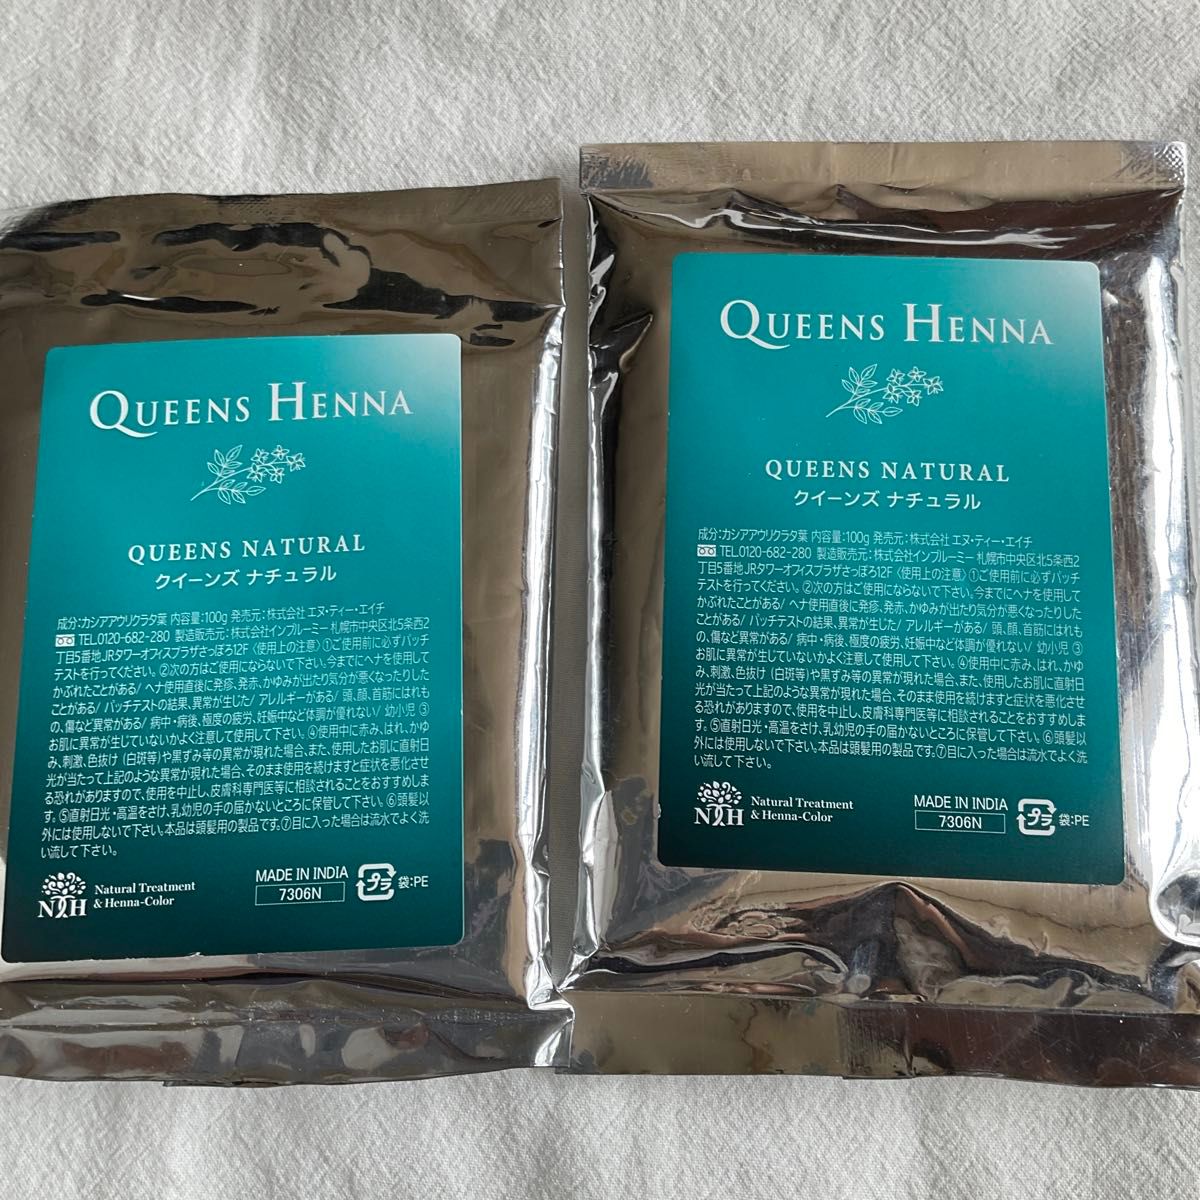 QUEENS HENNA
QUEENS NATURAL
クイーンズ ナチュラル
成分:カシアアウリクラタ葉 内容量:100g 発売元:株式会社 エヌ・ティー・エイチ
TEL.0120-682-280 製造販売元:株式会社インプルーミー 札幌市中央区北5条西2
丁目5番地JRタワーオフィスプラザさっぽろ12F 〈使用上の注意〉①ご使用前に必ずパッチ
テストを行ってください。②次の方はご使用にならないで下さい。今までにヘナを使用して
かぶれたことがある/ ヘナ使用直後に発疹、発赤、かゆみが出たり気分が悪くなったりした
ことがある/ パッチテストの結果、異常が生じた/ アレルギーがある/ 頭、顔、首筋にはれも
の、傷など異常がある/ 病中・病後、極度の疲労、妊娠中など体調が優れない/ 幼小児 ③
お肌に異常が生じていないかよく注意して使用して下さい。④使用中に赤み、はれ、かゆ
み、刺激、色抜け（白斑等）や黒ずみ等の異常が現れた場合、また、使用したお肌に直射日
光が当たって上記のような異常が現れた場合、そのまま使用を続けますと症状を悪化させ
る恐れがありますので、使用を中止し、皮膚科専門医等に相談されることをおすすめしま
す。⑤直射日光・高温をさけ、乳幼児の手の届かないところに保管して下さい。⑥頭髪以
外には使用しないで下さい。本品は頭髪用の製品です。⑦目に入った場合は流水でよく洗
い流して下さい。
NTH
Natural Treatment
& Henna-Color
MADE IN INDIA
7306N
プラ 袋:PE
QUEENS HENNA
QUEENS NATURAL
クイーンズ ナチュラル
成分:カシアアウリクラタ葉 内容量:100g 発売元:株式会社 エヌ・ティー・エイチ
TEL.0120-682-280 製造販売元:株式会社インプルーミー 札幌市中央区北5条西2
丁目5番地JRタワーオフィスプラザさっぽろ12F 〈使用上の注意〉①ご使用前に必ずパッチ
テストを行ってください。②次の方はご使用にならないで下さい。今までにヘナを使用して
かぶれたことがある/ ヘナ使用直後に発疹、発赤、かゆみが出たり気分が悪くなったりした
ことがある/ パッチテストの結果、異常が生じた/ アレルギーがある/ 頭、顔、首筋にはれも
の、傷など異常がある/ 病中・病後、極度の疲労、妊娠中など体調が優れない/ 幼小児 ③
お肌に異常が生じていないかよく注意して使用して下さい。④使用中に赤み、はれ、かゆ
み、刺激、色抜け（白斑等）や黒ずみ等の異常が現れた場合、また、使用したお肌に直射日
光が当たって上記のような異常が現れた場合、そのまま使用を続けますと症状を悪化させ
る恐れがありますので、使用を中止し、皮膚科専門医等に相談されることをおすすめしま
す。⑤直射日光・高温をさけ、乳幼児の手の届かないところに保管して下さい。⑥頭髪以
外には使用しないで下さい。本品は頭髪用の製品です。⑦目に入った場合は流水でよく洗
い流して下さい。
NTH
Natural Treatment
& Henna-Color
MADE IN INDIA
7306N
プラ 袋:PE